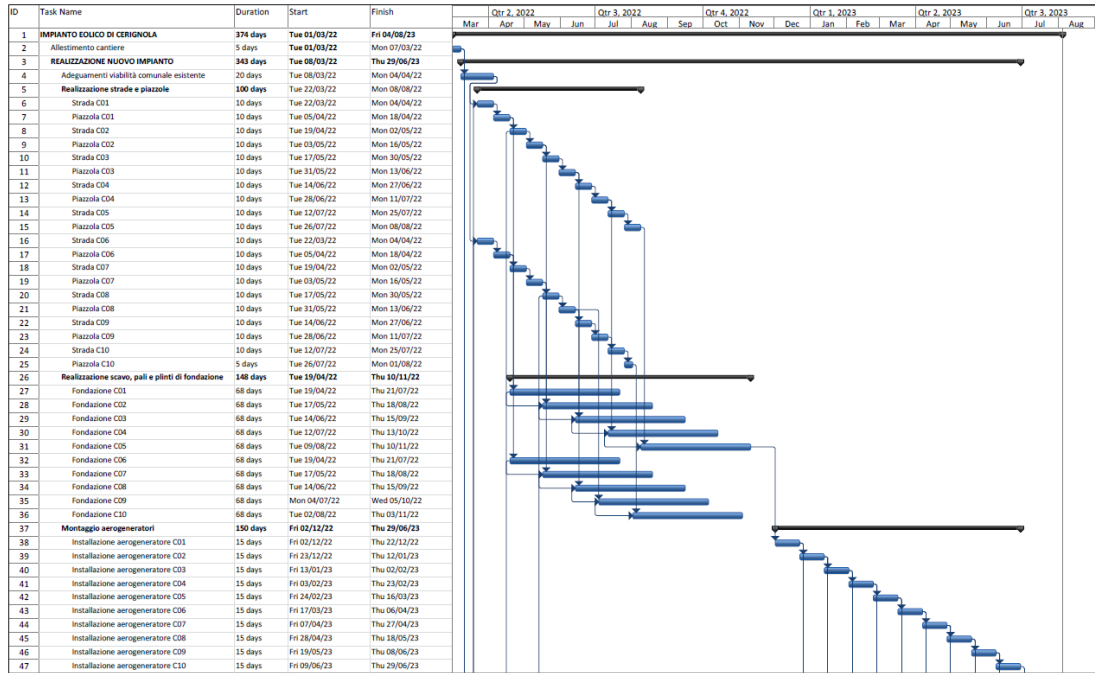 ID Task Name Duration Start Finish Qtr 2, 2022 Qtr 3, 2022 Qtr 4, 2022 Qtr 1, 2023 Qtr 2, 2023 Qtr 3, 2023
Mar Apr May Jun Jul Aug Sep Oct Nov Dec Jan Feb Mar Apr May Jun Jul Aug
1 IMPIANTO EOLICO DI CERIGNOLA 374 days Tue 01/03/22 Fri 04/08/23
2 Allestimento cantiere 5 days Tue 01/03/22 Mon 07/03/22
3 REALIZZAZIONE NUOVO IMPIANTO 343 days Tue 08/03/22 Thu 29/06/23
4 Adeguamenti viabilità comunale esistente 20 days Tue 08/03/22 Mon 04/04/22
5 Realizzazione strade e piazzole 100 days Tue 22/03/22 Mon 08/08/22
6 Strada C01 10 days Tue 22/03/22 Mon 04/04/22
7 Piazzola C01 10 days Tue 05/04/22 Mon 18/04/22
8 Strada C02 10 days Tue 19/04/22 Mon 02/05/22
9 Piazzola C02 10 days Tue 03/05/22 Mon 16/05/22
10 Strada C03 10 days Tue 17/05/22 Mon 30/05/22
11 Piazzola C03 10 days Tue 31/05/22 Mon 13/06/22
12 Strada C04 10 days Tue 14/06/22 Mon 27/06/22
13 Piazzola C04 10 days Tue 28/06/22 Mon 11/07/22
14 Strada C05 10 days Tue 12/07/22 Mon 25/07/22
15 Piazzola C05 10 days Tue 26/07/22 Mon 08/08/22
16 Strada C06 10 days Tue 22/03/22 Mon 04/04/22
17 Piazzola C06 10 days Tue 05/04/22 Mon 18/04/22
18 Strada C07 10 days Tue 19/04/22 Mon 02/05/22
19 Piazzola C07 10 days Tue 03/05/22 Mon 16/05/22
20 Strada C08 10 days Tue 17/05/22 Mon 30/05/22
21 Piazzola C08 10 days Tue 31/05/22 Mon 13/06/22
22 Strada C09 10 days Tue 14/06/22 Mon 27/06/22
23 Piazzola C09 10 days Tue 28/06/22 Mon 11/07/22
24 Strada C10 10 days Tue 12/07/22 Mon 25/07/22
25 Piazzola C10 5 days Tue 26/07/22 Mon 01/08/22
26 Realizzazione scavo, pali e plinti di fondazione 148 days Tue 19/04/22 Thu 10/11/22
27 Fondazione C01 68 days Tue 19/04/22 Thu 21/07/22
28 Fondazione C02 68 days Tue 17/05/22 Thu 18/08/22
29 Fondazione C03 68 days Tue 14/06/22 Thu 15/09/22
30 Fondazione C04 68 days Tue 12/07/22 Thu 13/10/22
31 Fondazione C05 68 days Tue 09/08/22 Thu 10/11/22
32 Fondazione C06 68 days Tue 19/04/22 Thu 21/07/22
33 Fondazione C07 68 days Tue 17/05/22 Thu 18/08/22
34 Fondazione C08 68 days Tue 14/06/22 Thu 15/09/22
35 Fondazione C09 68 days Mon 04/07/22 Wed 05/10/22
36 Fondazione C10 68 days Tue 02/08/22 Thu 03/11/22
37 Montaggio aerogeneratori 150 days Fri 02/12/22 Thu 29/06/23
38 Installazione aerogeneratore C01 15 days Fri 02/12/22 Thu 22/12/22
39 Installazione aerogeneratore C02 15 days Fri 23/12/22 Thu 12/01/23
40 Installazione aerogeneratore C03 15 days Fri 13/01/23 Thu 02/02/23
41 Installazione aerogeneratore C04 15 days Fri 03/02/23 Thu 23/02/23
42 Installazione aerogeneratore C05 15 days Fri 24/02/23 Thu 16/03/23
43 Installazione aerogeneratore C06 15 days Fri 17/03/23 Thu 06/04/23
44 Installazione aerogeneratore C07 15 days Fri 07/04/23 Thu 27/04/23
45 Installazione aerogeneratore C08 15 days Fri 28/04/23 Thu 18/05/23
46 Installazione aerogeneratore C09 15 days Fri 19/05/23 Thu 08/06/23
47 Installazione aerogeneratore C10 15 days Fri 09/06/23 Thu 29/06/23